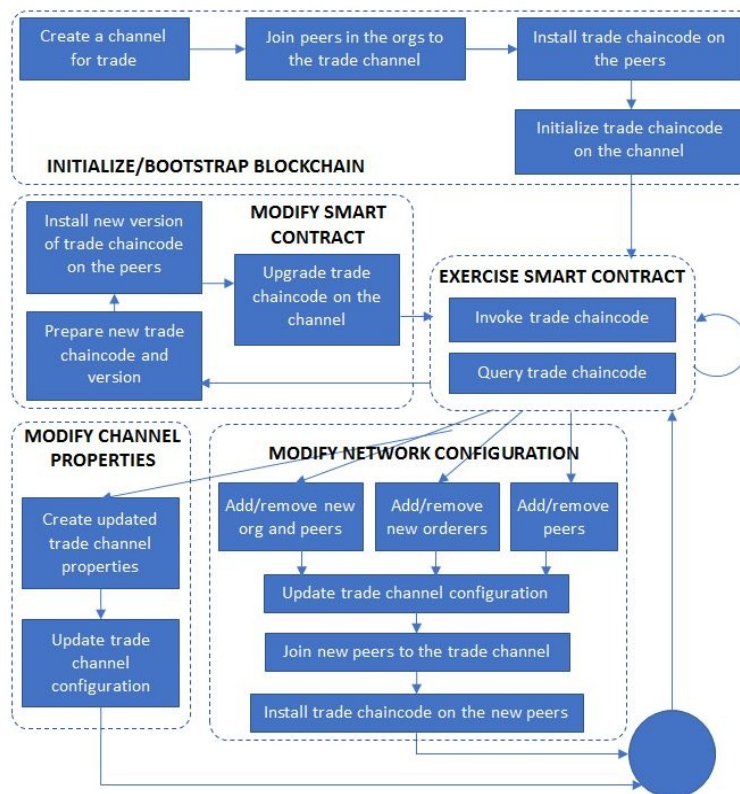 Create a channel
for trade
Join peers in the orgs
to the trade channel
Install trade chaincode on
the peers
Initialize trade chaincode
on the channel
INITIALIZE/BOOTSTRAP BLOCKCHAIN
MODIFY SMART
CONTRACT
Install new version
of trade chaincode
on the peers
Upgrade trade
chaincode on the
channel
Prepare new trade
chaincode and
version
EXERCISE SMART CONTRACT
Invoke trade chaincode
Query trade chaincode
MODIFY CHANNEL
PROPERTIES
Create updated
trade channel
properties
Update trade
channel
configuration
MODIFY NETWORK CONFIGURATION
Add/remove new
org and peers
Add/remove
new orderers
Add/remove
peers
Update trade channel configuration
Join new peers to the trade channel
Install trade chaincode on the new peers